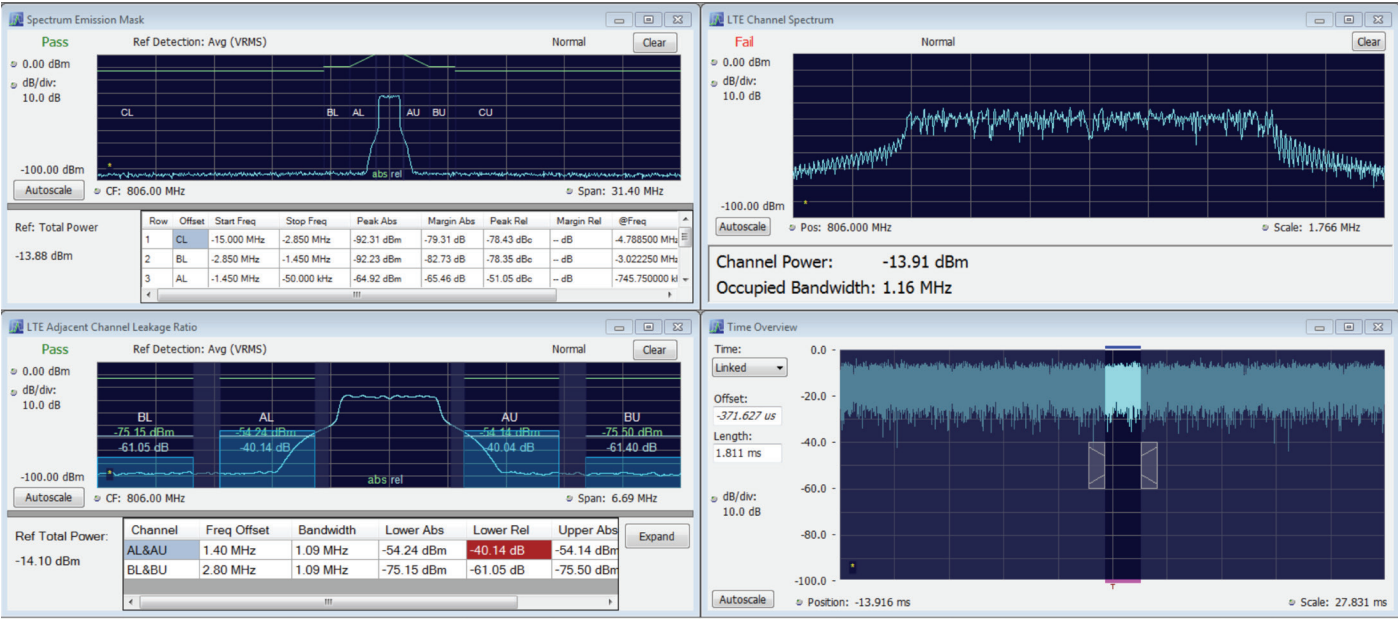 Spectrum Emission Mask
Pass Ref Detection: Avg (VRMS) Normal Clear
0.00 dBm
dB/div:
10.0 dB
CL BL AL AU BU CU
-100.00 dBm abs rel
Autoscale CF: 806.00 MHz Span: 31.40 MHz
Ref: Total Power
-13.88 dBm
Row Offset Start Freq Stop Freq Peak Abs Margin Abs Peak Rel Margin Rel @Freq
1 CL -15.000 MHz -2.850 MHz -92.31 dBm -79.31 dB -78.43 dBc -- dB -4.788500 MHz
2 BL -2.850 MHz -1.450 MHz -92.23 dBm -82.73 dB -78.35 dBc -- dB -3.022250 MHz
3 AL -1.450 MHz -50.000 kHz -64.92 dBm -65.46 dB -51.05 dBc -- dB -745.750000 kl
LTE Channel Spectrum
Fail Normal Clear
0.00 dBm
dB/div:
10.0 dB
-100.00 dBm
Autoscale Pos: 806.000 MHz Scale: 1.766 MHz
Channel Power: -13.91 dBm
Occupied Bandwidth: 1.16 MHz
LTE Adjacent Channel Leakage Ratio
Pass Ref Detection: Avg (VRMS) Normal Clear
0.00 dBm
dB/div:
10.0 dB
BL AL AU BU
-75.15 dBm -54.24 dBm -54.14 dBm -75.50 dBm
-61.05 dB -40.14 dB -40.04 dB -61.40 dB
-100.00 dBm abs rel
Autoscale CF: 806.00 MHz Span: 6.69 MHz
Ref Total Power:
-14.10 dBm
Channel Freq Offset Bandwidth Lower Abs Lower Rel Upper Abs Expand
AL&AU 1.40 MHz 1.09 MHz -54.24 dBm -40.14 dB -54.14 dBm
BL&BU 2.80 MHz 1.09 MHz -75.15 dBm -61.05 dB -75.50 dBm
Time Overview
Time:
Linked
Offset:
-371.627 us
Length:
1.811 ms
dB/div:
10.0 dB
0.0
-20.0
-40.0
-60.0
-80.0
-100.0
T
Autoscale Position: -13.916 ms Scale: 27.831 ms